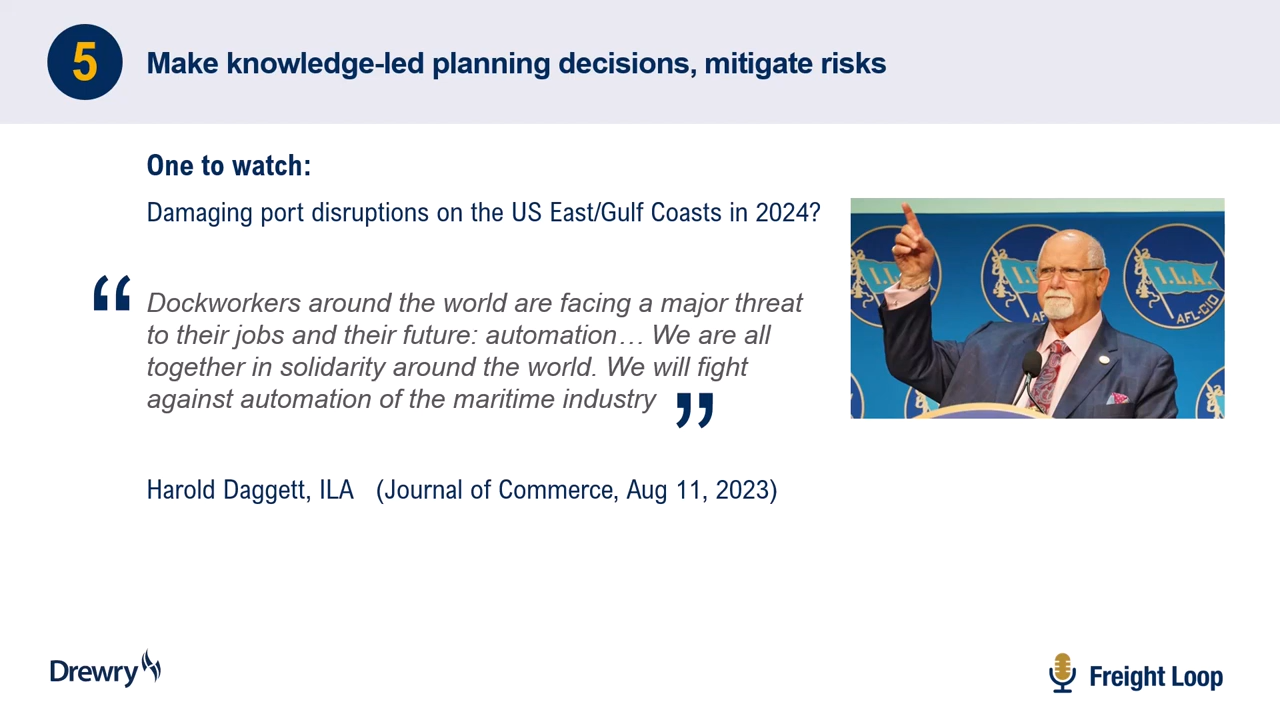 5
Make knowledge-led planning decisions, mitigate risks
One to watch:
Damaging port disruptions on the US East/Gulf Coasts in 2024?
“ Dockworkers around the world are facing a major threat
to their jobs and their future: automation… We are all
together in solidarity around the world. We will fight
against automation of the maritime industry ”
I.L.A.
AFL-CIO
Harold Daggett, ILA (Journal of Commerce, Aug 11, 2023)
Drewry
Freight Loop